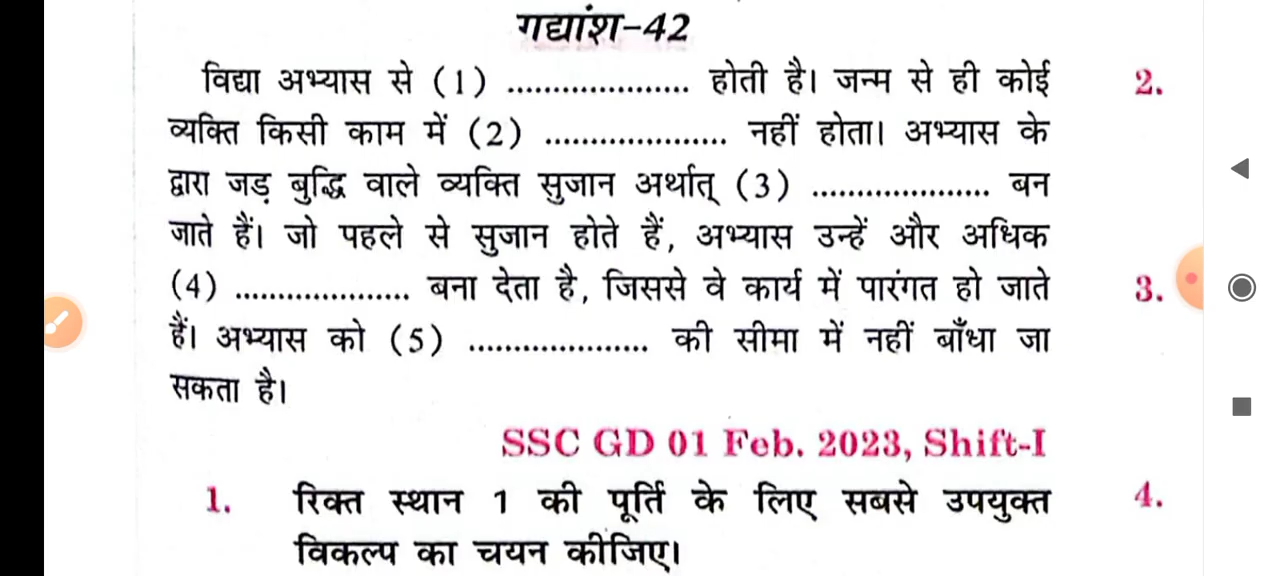 गद्यांश-42
विद्या अभ्यास से (1) .................... होती है। जन्म से ही कोई
व्यक्ति किसी काम में (2) .................... नहीं होता। अभ्यास के
द्वारा जड़ बुद्धि वाले व्यक्ति सुजान अर्थात् (3) .................... बन
जाते हैं। जो पहले से सुजान होते हैं, अभ्यास उन्हें और अधिक
(4) .................... बना देता है, जिससे वे कार्य में पारंगत हो जाते
हैं। अभ्यास को (5) .................... की सीमा में नहीं बाँधा जा
सकता है।
SSC GD 01 Feb. 2023, Shift-I
1. रिक्त स्थान 1 की पूर्ति के लिए सबसे उपयुक्त
विकल्प का चयन कीजिए।
2.
3.
4.